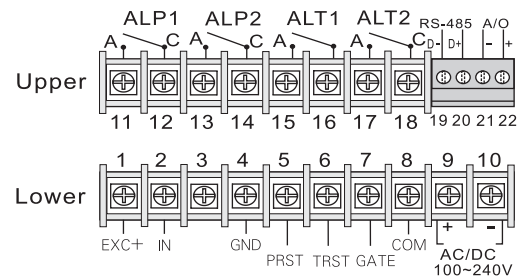 ALP1 ALP2 ALT1 ALT2 RS-485 A/O
A C A C A C A C D- D+ - +
Upper
11 12 13 14 15 16 17 18 19 20 21 22
1 2 3 4 5 6 7 8 9 10
Lower
+ -
EXC+ IN GND PRST TRST GATE COM AC/DC
100~240V